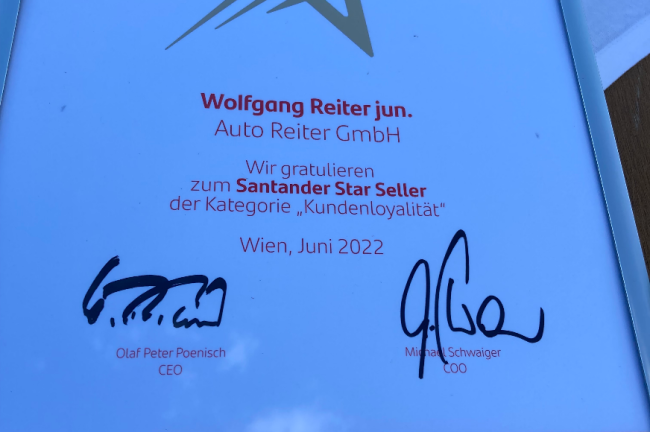 Wolfgang Reiter jun.
Auto Reiter GmbH
Wir gratulieren
zum Santander Star Seller
der Kategorie „Kundenloyalität“
Wien, Juni 2022
Olaf Peter Poenisch
CEO
Michael Schwaiger
COO